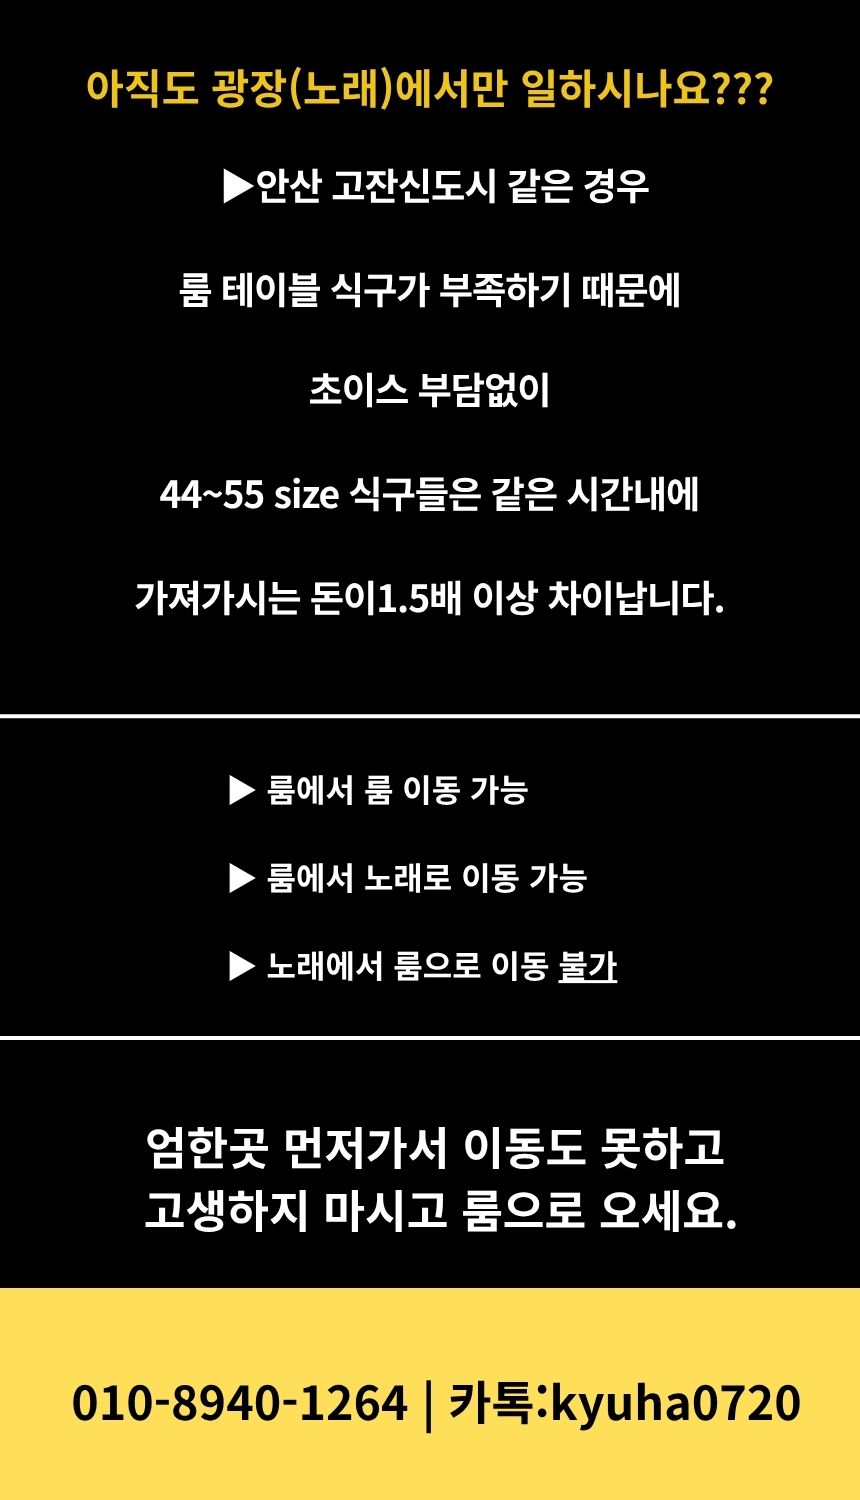 아직도 광장(노래)에서만 일하시나요???
▶안산 고잔신도시 같은 경우
룸 테이블 식구가 부족하기 때문에
초이스 부담없이
44~55 size 식구들은 같은 시간내에
가져가시는 돈이1.5배 이상 차이납니다.
▶ 룸에서 룸 이동 가능
▶ 룸에서 노래로 이동 가능
▶ 노래에서 룸으로 이동 불가
엄한곳 먼저가서 이동도 못하고
고생하지 마시고 룸으로 오세요.
010-8940-1264 | 카톡:kyuha0720